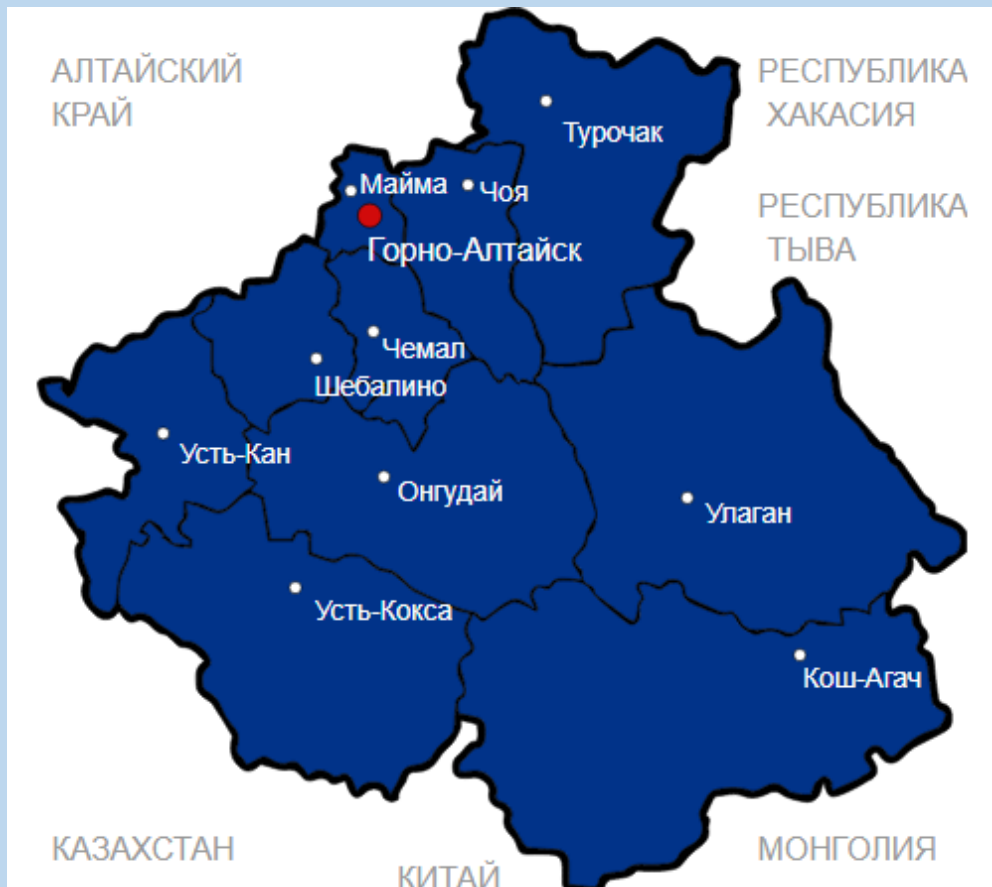 АЛТАЙСКИЙ
КРАЙ
РЕСПУБЛИКА
ХАКАСИЯ
Турочак
Майма
Чоя
РЕСПУБЛИКА
ТЫВА
Горно-Алтайск
Чемал
Шебалино
Усть-Кан
Онгудай
Улаган
Усть-Кокса
Кош-Агач
КАЗАХСТАН
КИТАЙ
МОНГОЛИЯ